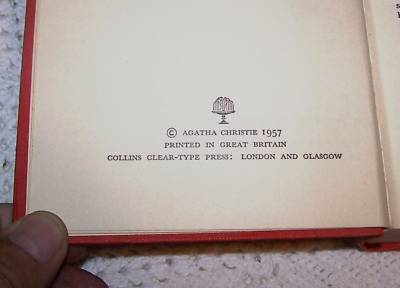 © AGATHA CHRISTIE 1957
PRINTED IN GREAT BRITAIN
COLLINS CLEAR-TYPE PRESS: LONDON AND GLASGOW